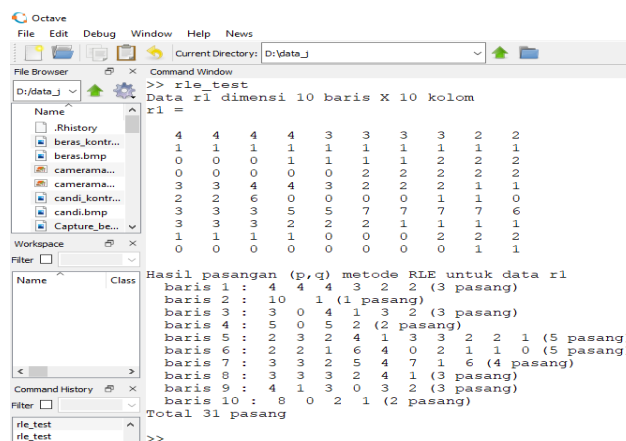 Octave
File Edit Debug Window Help News
Current Directory: D:\data_j
File Browser
D:/data_j
Name
.Rhistory
beras_kontr...
beras.bmp
camerama...
camerama...
candi_kontr...
candi.bmp
Capture_be...
Workspace
Filter
Name Class
Command History
Filter
rle_test
rle_test
Command Window
>> rle_test
Data r1 dimensi 10 baris X 10 kolom
r1 =
4 4 4 4 3 3 3 3 2 2
1 1 1 1 1 1 1 1 1 1
0 0 0 1 1 1 1 2 2 2
0 0 0 0 0 2 2 2 2 2
3 3 4 4 3 2 2 2 1 1
2 2 6 0 0 0 0 1 1 0
3 3 3 5 5 7 7 7 7 6
3 3 3 2 2 2 1 1 1 1
1 1 1 1 0 0 0 2 2 2
0 0 0 0 0 0 0 0 1 1
Hasil pasangan (p,q) metode RLE untuk data r1
baris 1 : 4 4 4 3 2 2 (3 pasang)
baris 2 : 10 1 (1 pasang)
baris 3 : 3 0 4 1 3 2 (3 pasang)
baris 4 : 5 0 5 2 (2 pasang)
baris 5 : 2 3 2 4 1 3 3 2 2 1 (5 pasang
baris 6 : 2 2 1 6 4 0 2 1 1 0 (5 pasang
baris 7 : 3 3 2 5 4 7 1 6 (4 pasang)
baris 8 : 3 3 3 2 4 1 (3 pasang)
baris 9 : 4 1 3 0 3 2 (3 pasang)
baris 10 : 8 0 2 1 (2 pasang)
Total 31 pasang
>>